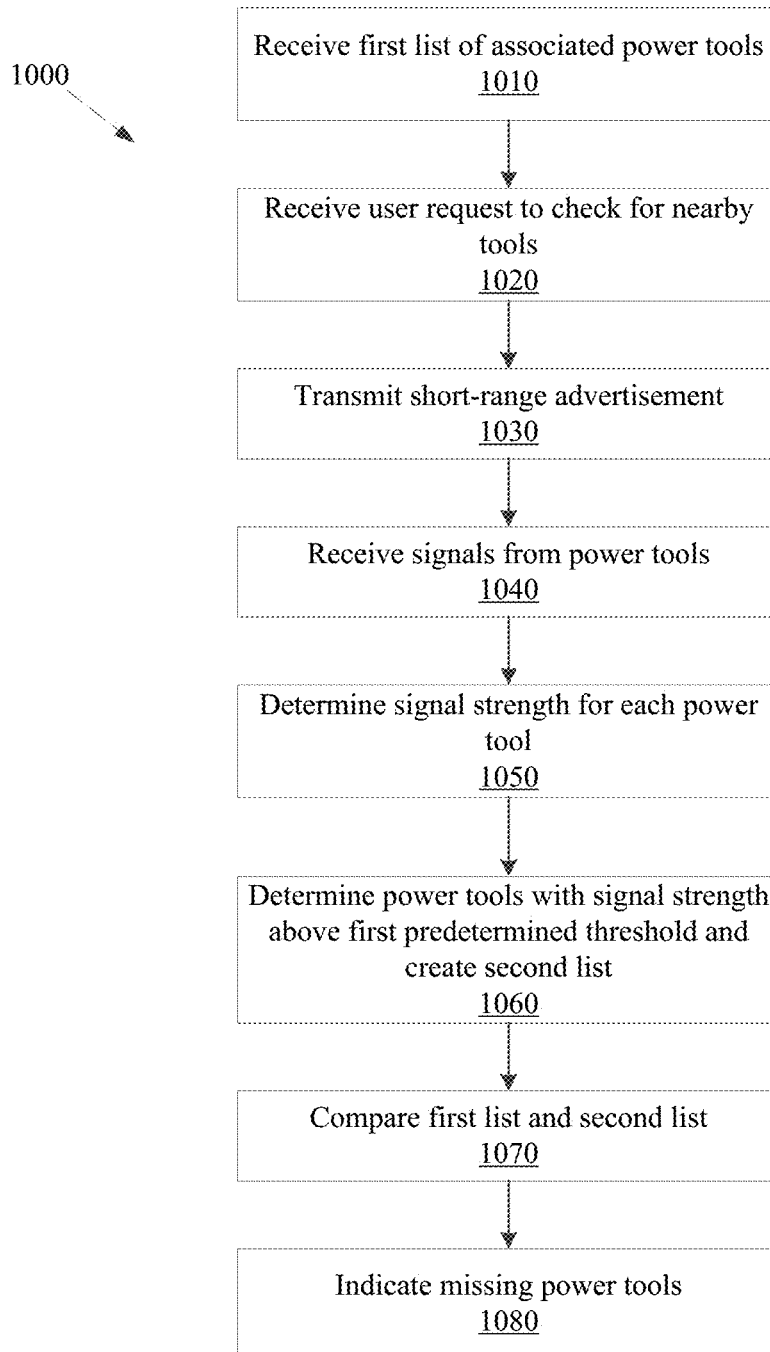 1000
Receive first list of associated power tools
1010
Receive user request to check for nearby
tools
1020
Transmit short-range advertisement
1030
Receive signals from power tools
1040
Determine signal strength for each power
tool
1050
Determine power tools with signal strength
above first predetermined threshold and
create second list
1060
Compare first list and second list
1070
Indicate missing power tools
1080